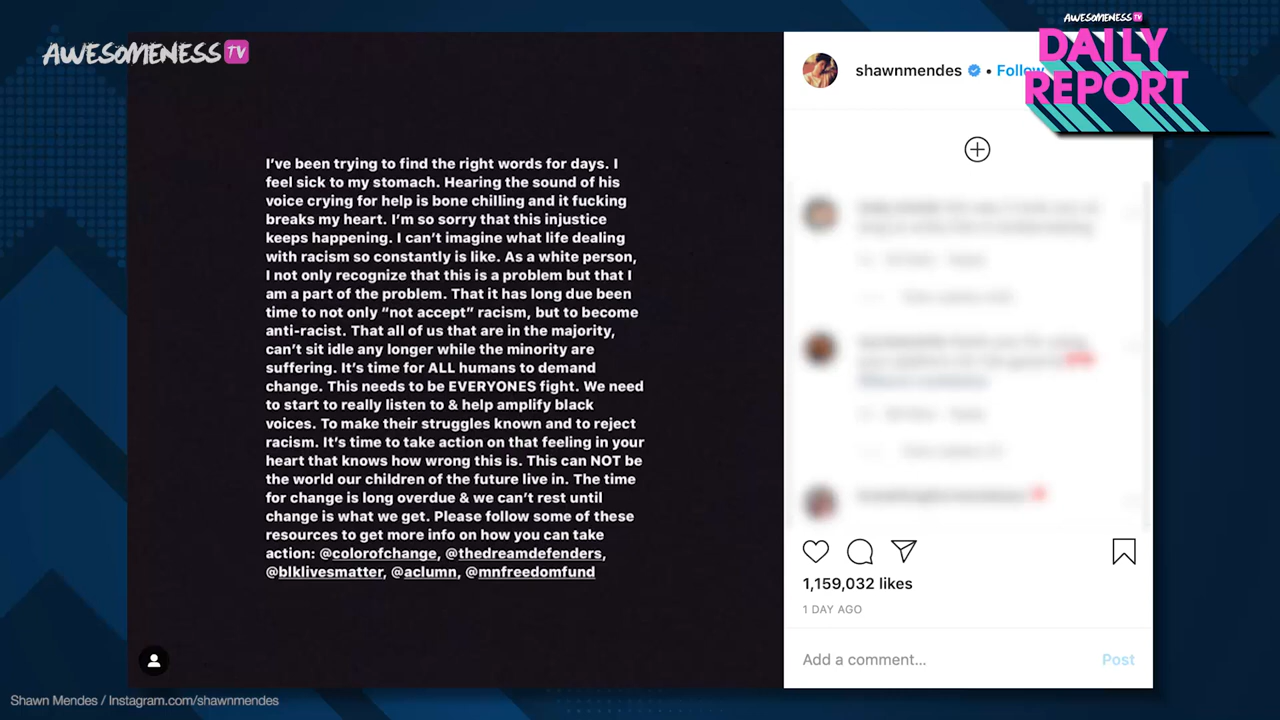 AWESOMENESS TV
AWESOMENESS TV
DAILY
REPORT
shawnmendes • Follow
I've been trying to find the right words for days. I
feel sick to my stomach. Hearing the sound of his
voice crying for help is bone chilling and it fucking
breaks my heart. I'm so sorry that this injustice
keeps happening. I can't imagine what life dealing
with racism so constantly is like. As a white person,
I not only recognize that this is a problem but that I
am a part of the problem. That it has long due been
time to not only "not accept" racism, but to become
anti-racist. That all of us that are in the majority,
can't sit idle any longer while the minority are
suffering. It's time for ALL humans to demand
change. This needs to be EVERYONES fight. We need
to start to really listen to & help amplify black
voices. To make their struggles known and to reject
racism. It's time to take action on that feeling in your
heart that knows how wrong this is. This can NOT be
the world our children of the future live in. The time
for change is long overdue & we can't rest until
change is what we get. Please follow some of these
resources to get more info on how you can take
action: @colorofchange, @thedreamdefenders,
@blklivesmatter, @aclumn, @mnfreedomfund
1,159,032 likes
1 DAY AGO
Add a comment... Post
Shawn Mendes / Instagram.com/shawnmendes